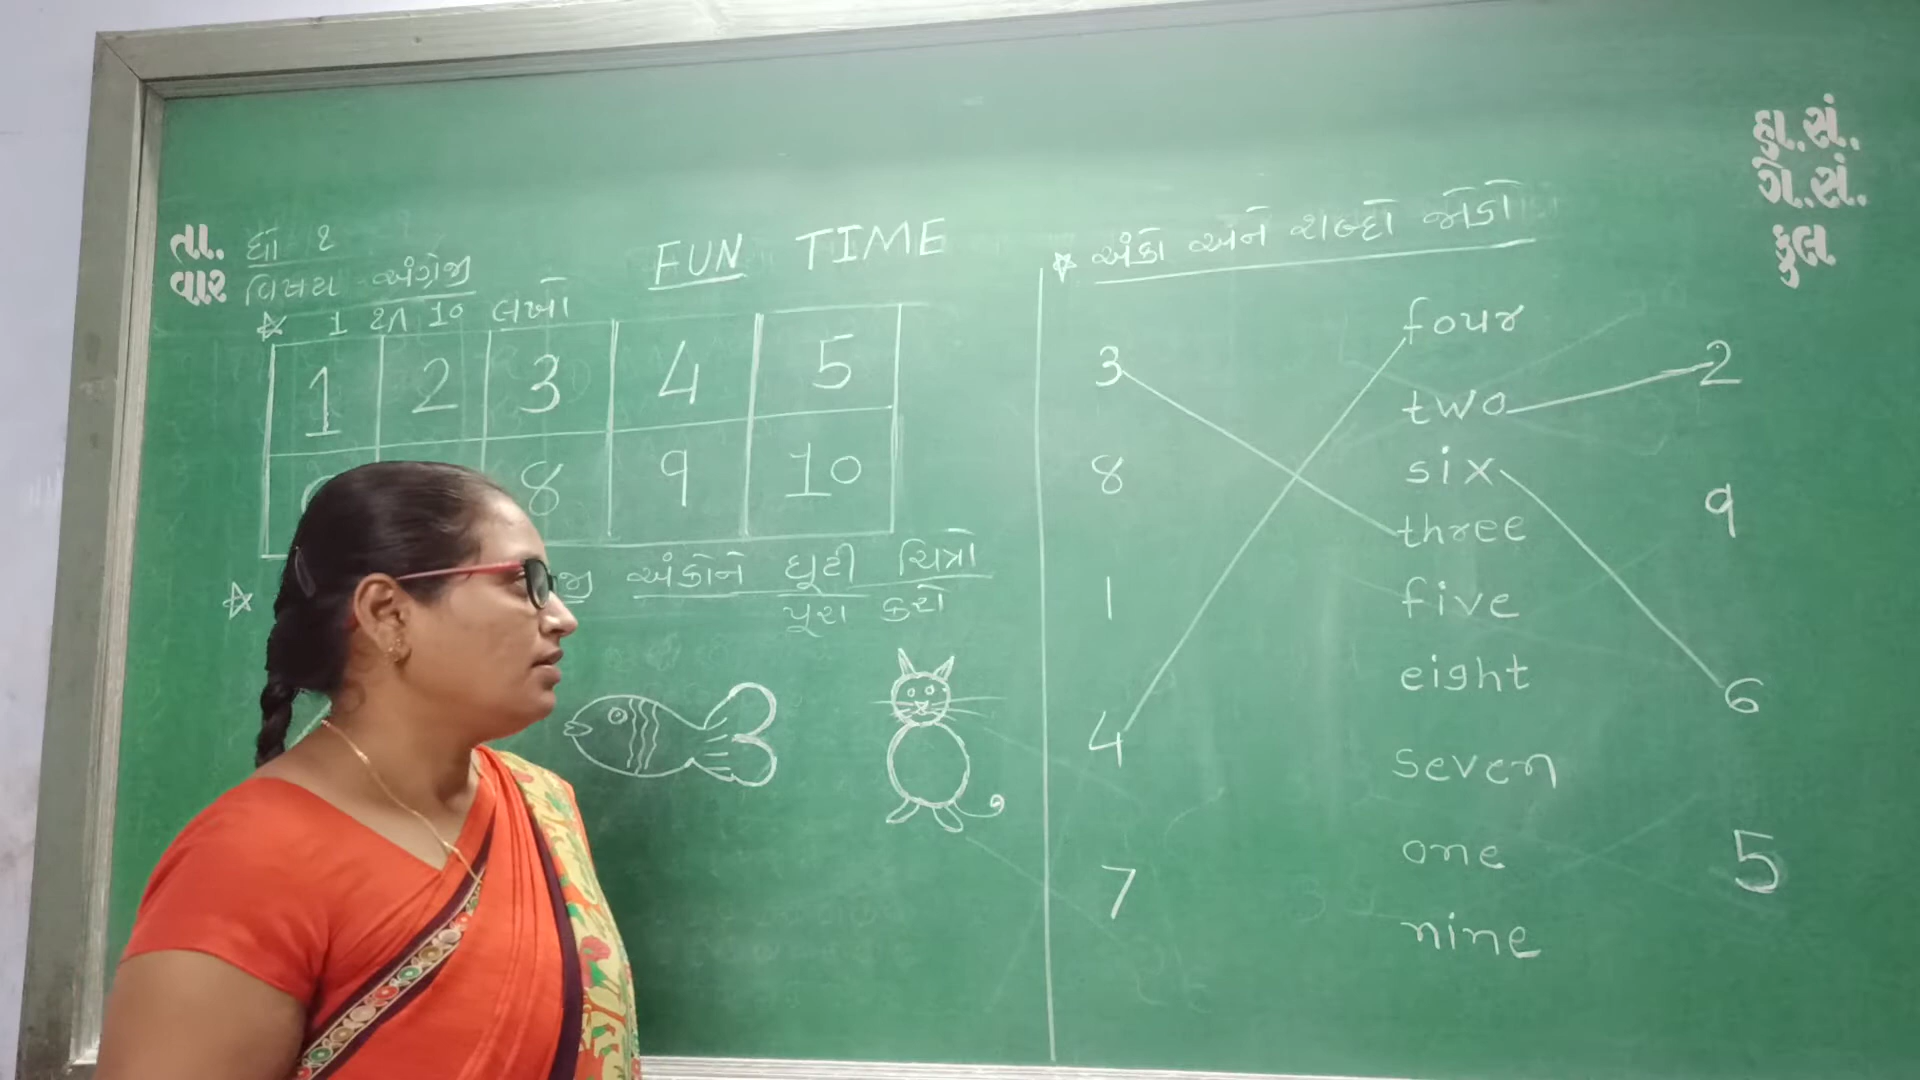 તા. ધો ૧
વાર વિષય અંગ્રેજી
FUN TIME
☆ 1 થી 10 લખો
1 2 3 4 5
8 9 10
☆ અંકોને ઘૂટી ચિત્રો
પૂરા કરો
☆ અંકો અને શબ્દો જોડો
હા.સં.
ગે.સં.
કુલ
four
3 two 2
8 six 9
three
1 five
eight 6
4 seven
one 5
7 nine